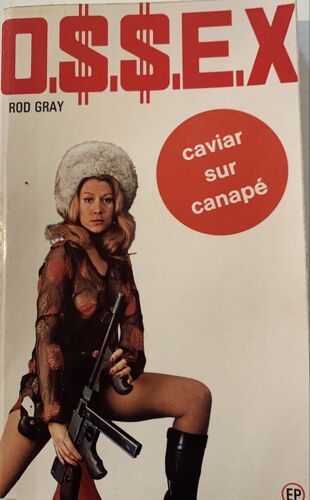 O.$.$.E.X
ROD GRAY
caviar
sur
canapé
EP